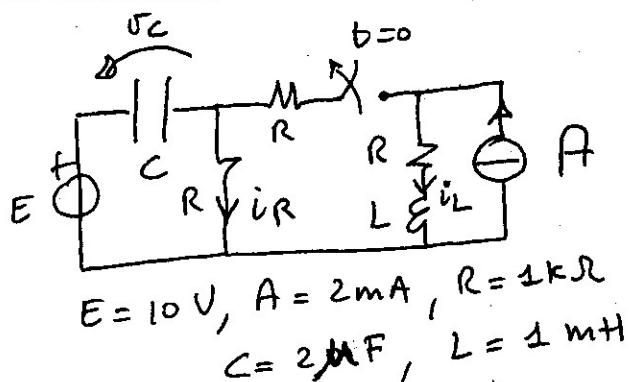 vc t=0
R
E + C R iR R L iL A
E = 10 V, A = 2mA, R = 1kΩ
C = 2μF, L = 1 mH